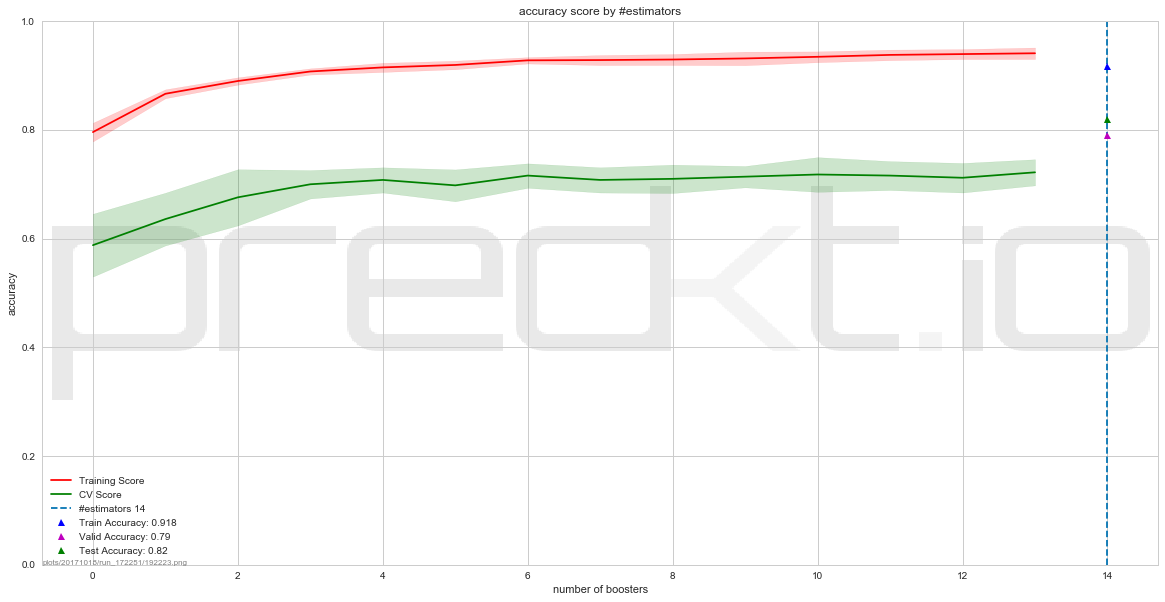 accuracy score by #estimators
1.0
0.8
0.6
0.4
0.2
0.0
accuracy
predkt.io
Training Score
CV Score
#estimators 14
Train Accuracy: 0.918
Valid Accuracy: 0.79
Test Accuracy: 0.82
0 2 4 6 8 10 12 14
number of boosters